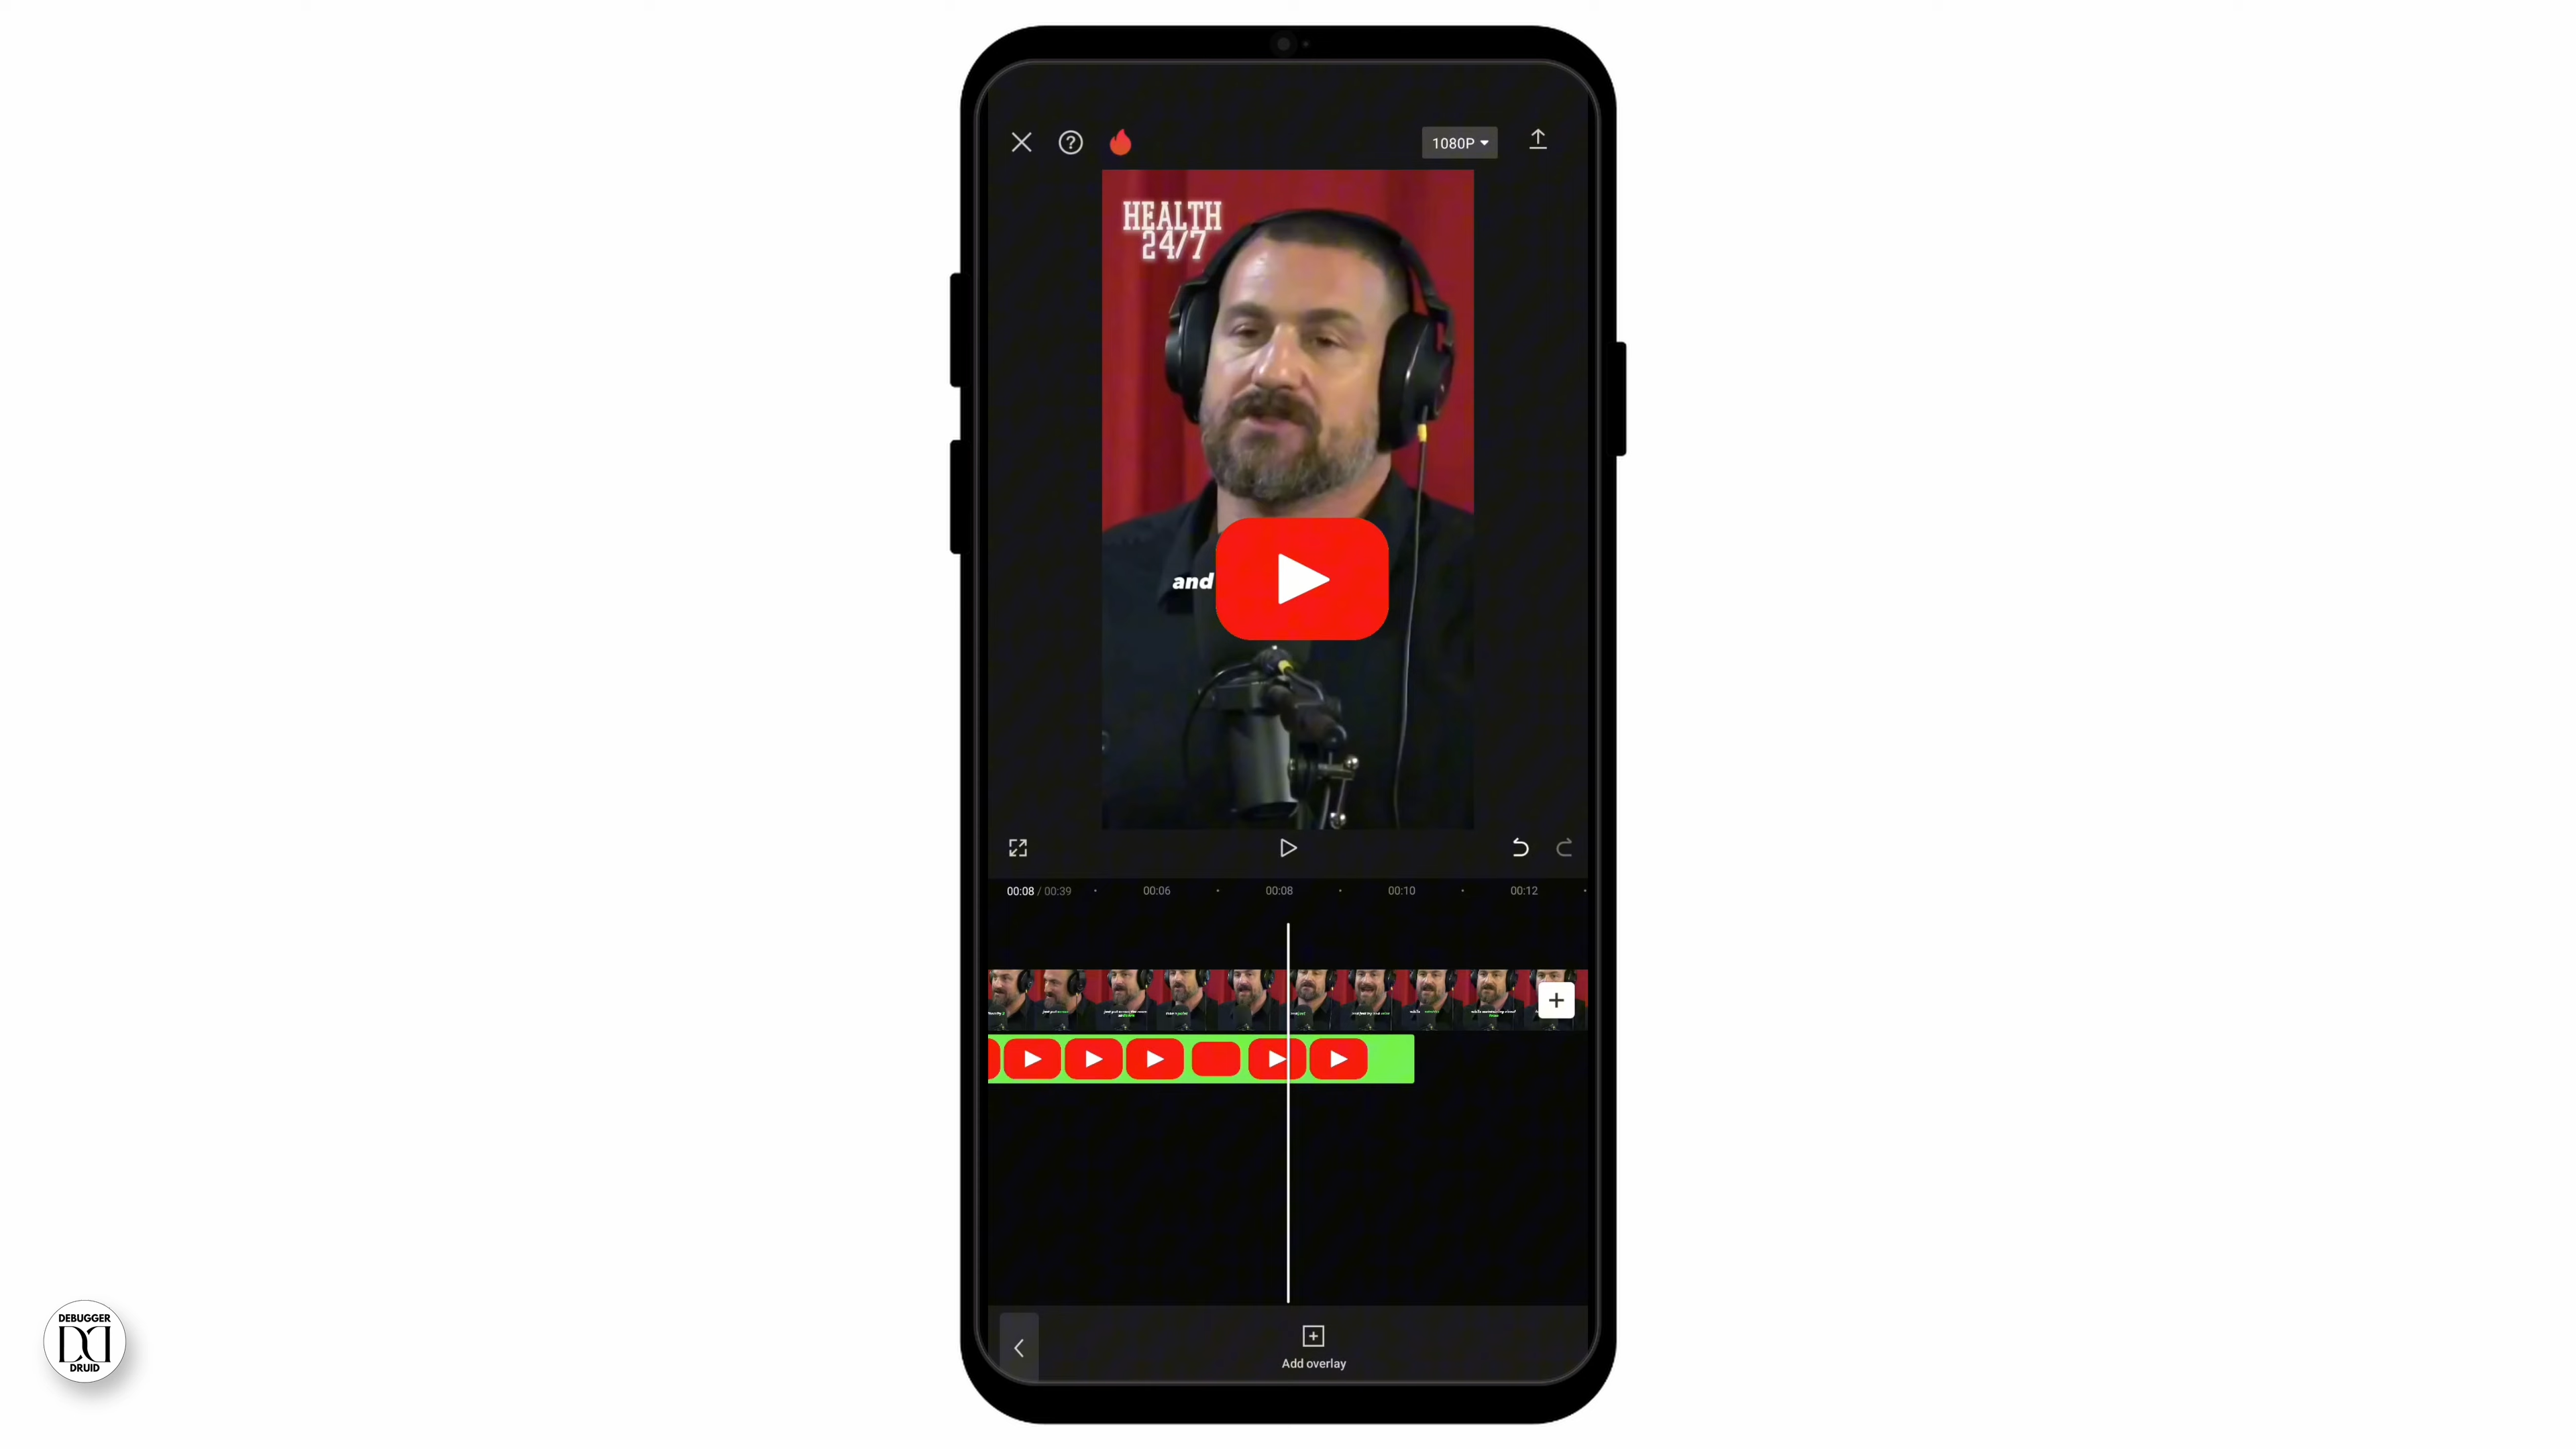 1080P
HEALTH
24/7
and
00:08 / 00:39
00:06
00:08
00:10
00:12
Add overlay
DEBUGGER
DD
DRUID